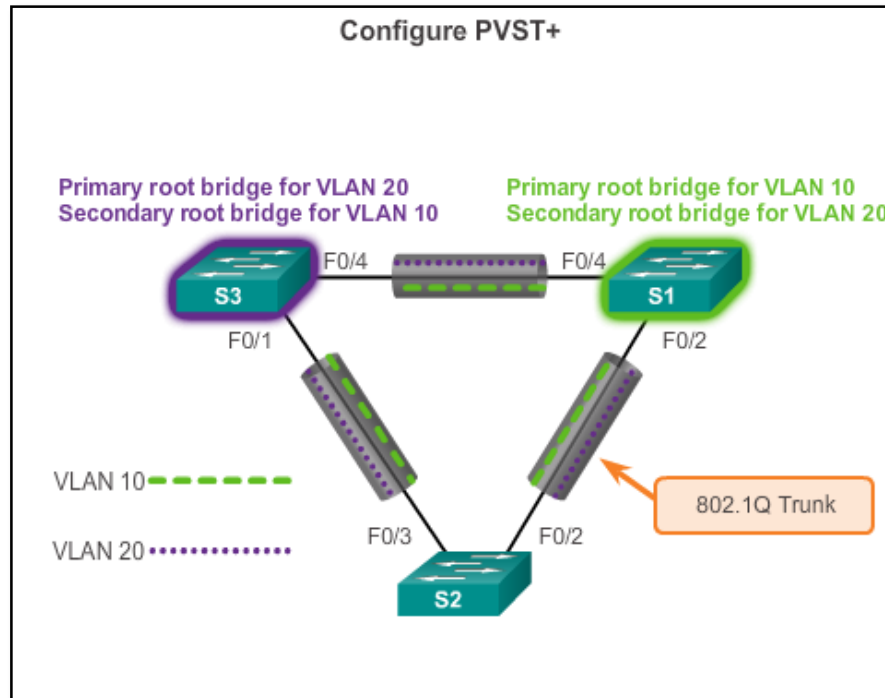 Configure PVST+
Primary root bridge for VLAN 20
Secondary root bridge for VLAN 10
Primary root bridge for VLAN 10
Secondary root bridge for VLAN 20
F0/4
F0/4
S3
S1
F0/1
F0/2
VLAN 10
802.1Q Trunk
VLAN 20
F0/3
F0/2
S2